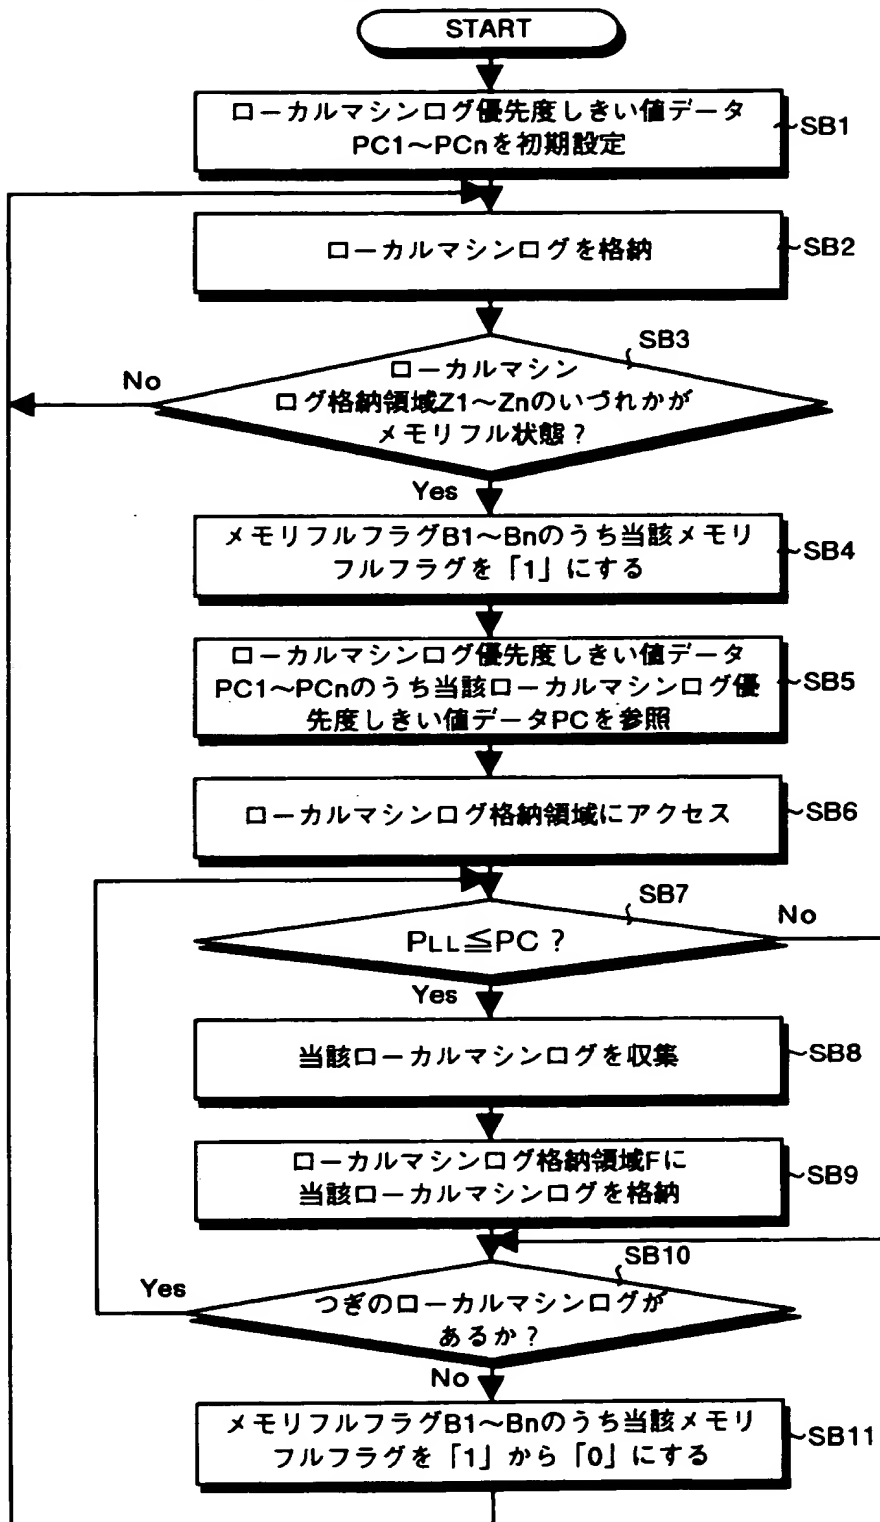 START
ローカルマシンログ優先度しきい値データ
PC1～PCnを初期設定
SB1
ローカルマシンログを格納
SB2
SB3
ローカルマシン
ログ格納領域Z1～Znのいづれかが
メモリフル状態？
No
Yes
メモリフルフラグB1～Bnのうち当該メモリ
フルフラグを「1」にする
SB4
ローカルマシンログ優先度しきい値データ
PC1～PCnのうち当該ローカルマシンログ優
先度しきい値データPCを参照
SB5
ローカルマシンログ格納領域にアクセス
SB6
SB7
PLL≦PC？
No
Yes
当該ローカルマシンログを収集
SB8
ローカルマシンログ格納領域Fに
当該ローカルマシンログを格納
SB9
SB10
つぎのローカルマシンログが
あるか？
Yes
No
メモリフルフラグB1～Bnのうち当該メモリ
フルフラグを「1」から「0」にする
SB11